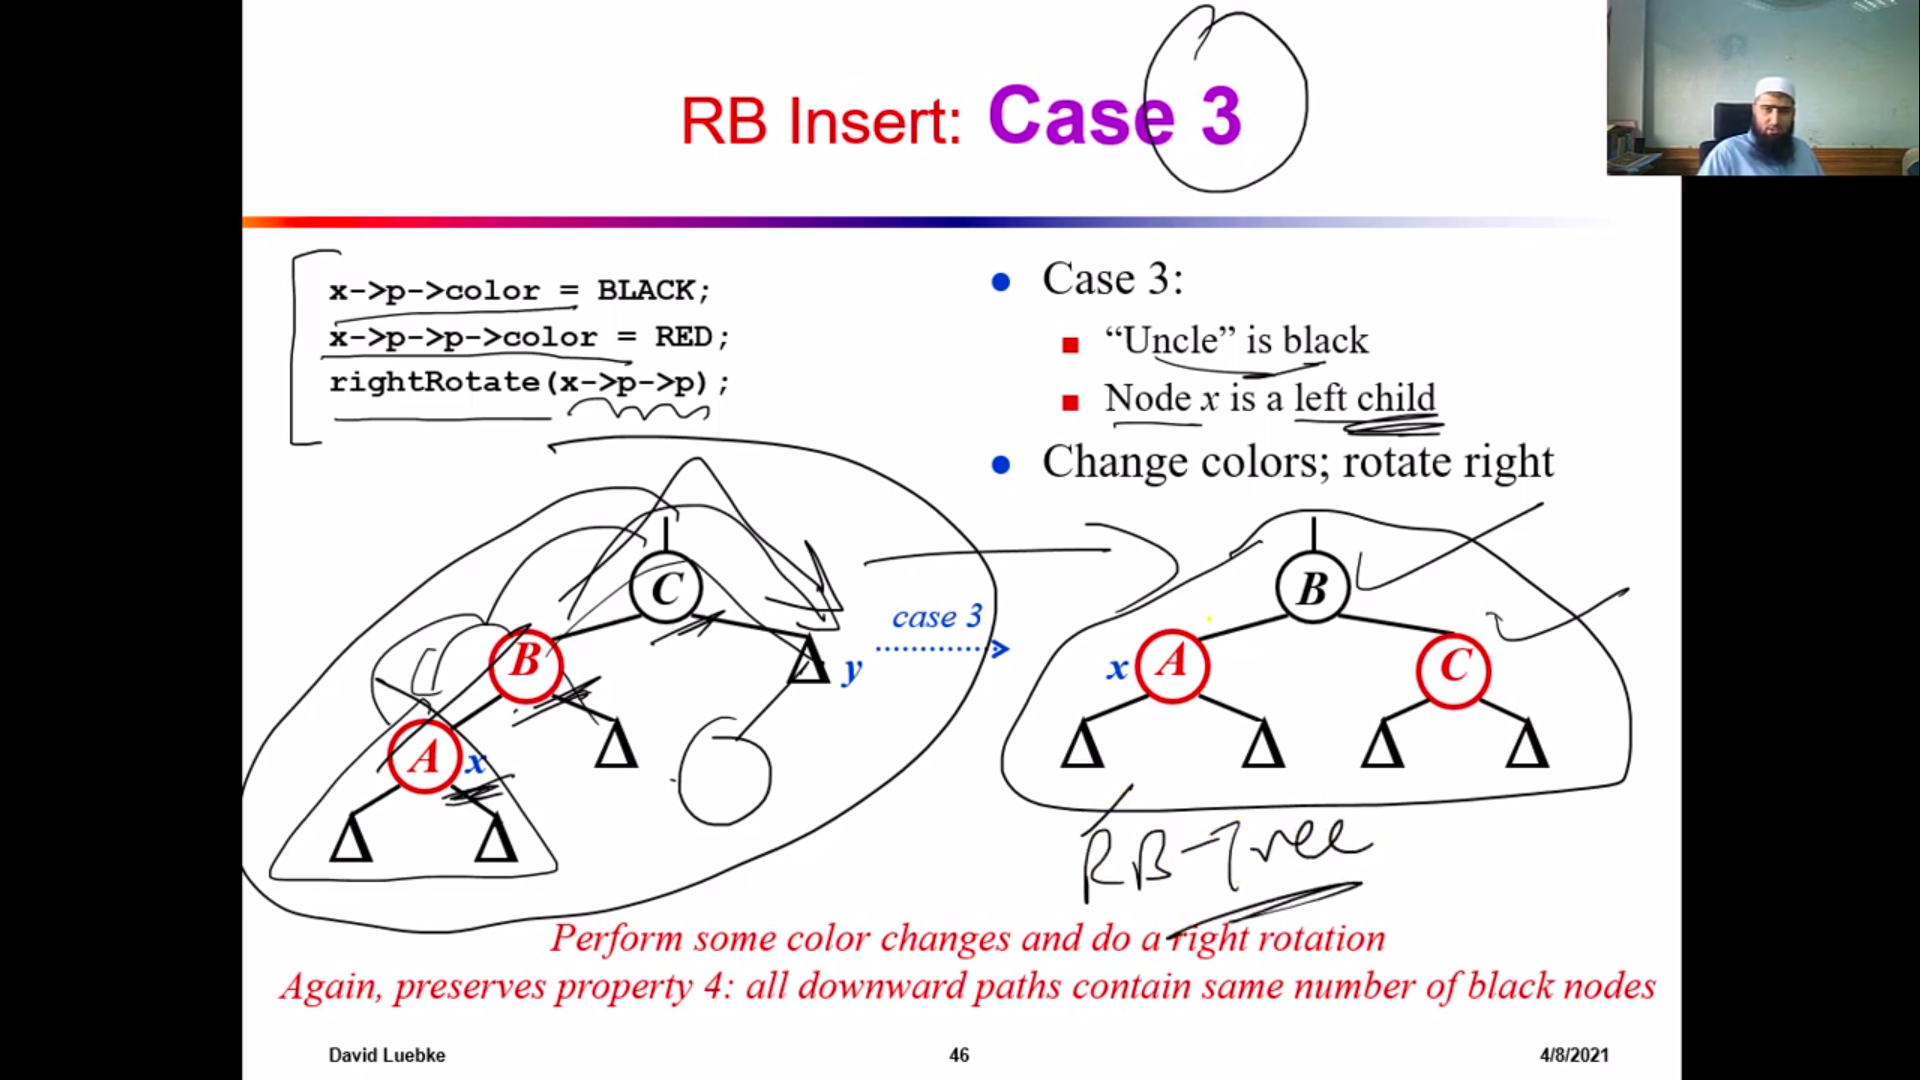 RB Insert: Case 3
x->p->color = BLACK;
x->p->p->color = RED;
rightRotate(x->p->p);
• Case 3:
■ “Uncle” is black
■ Node x is a left child
• Change colors; rotate right
C
B
case 3
B
y
x A
C
A x
RB-Tree
Perform some color changes and do a right rotation
Again, preserves property 4: all downward paths contain same number of black nodes
David Luebke
46
4/8/2021